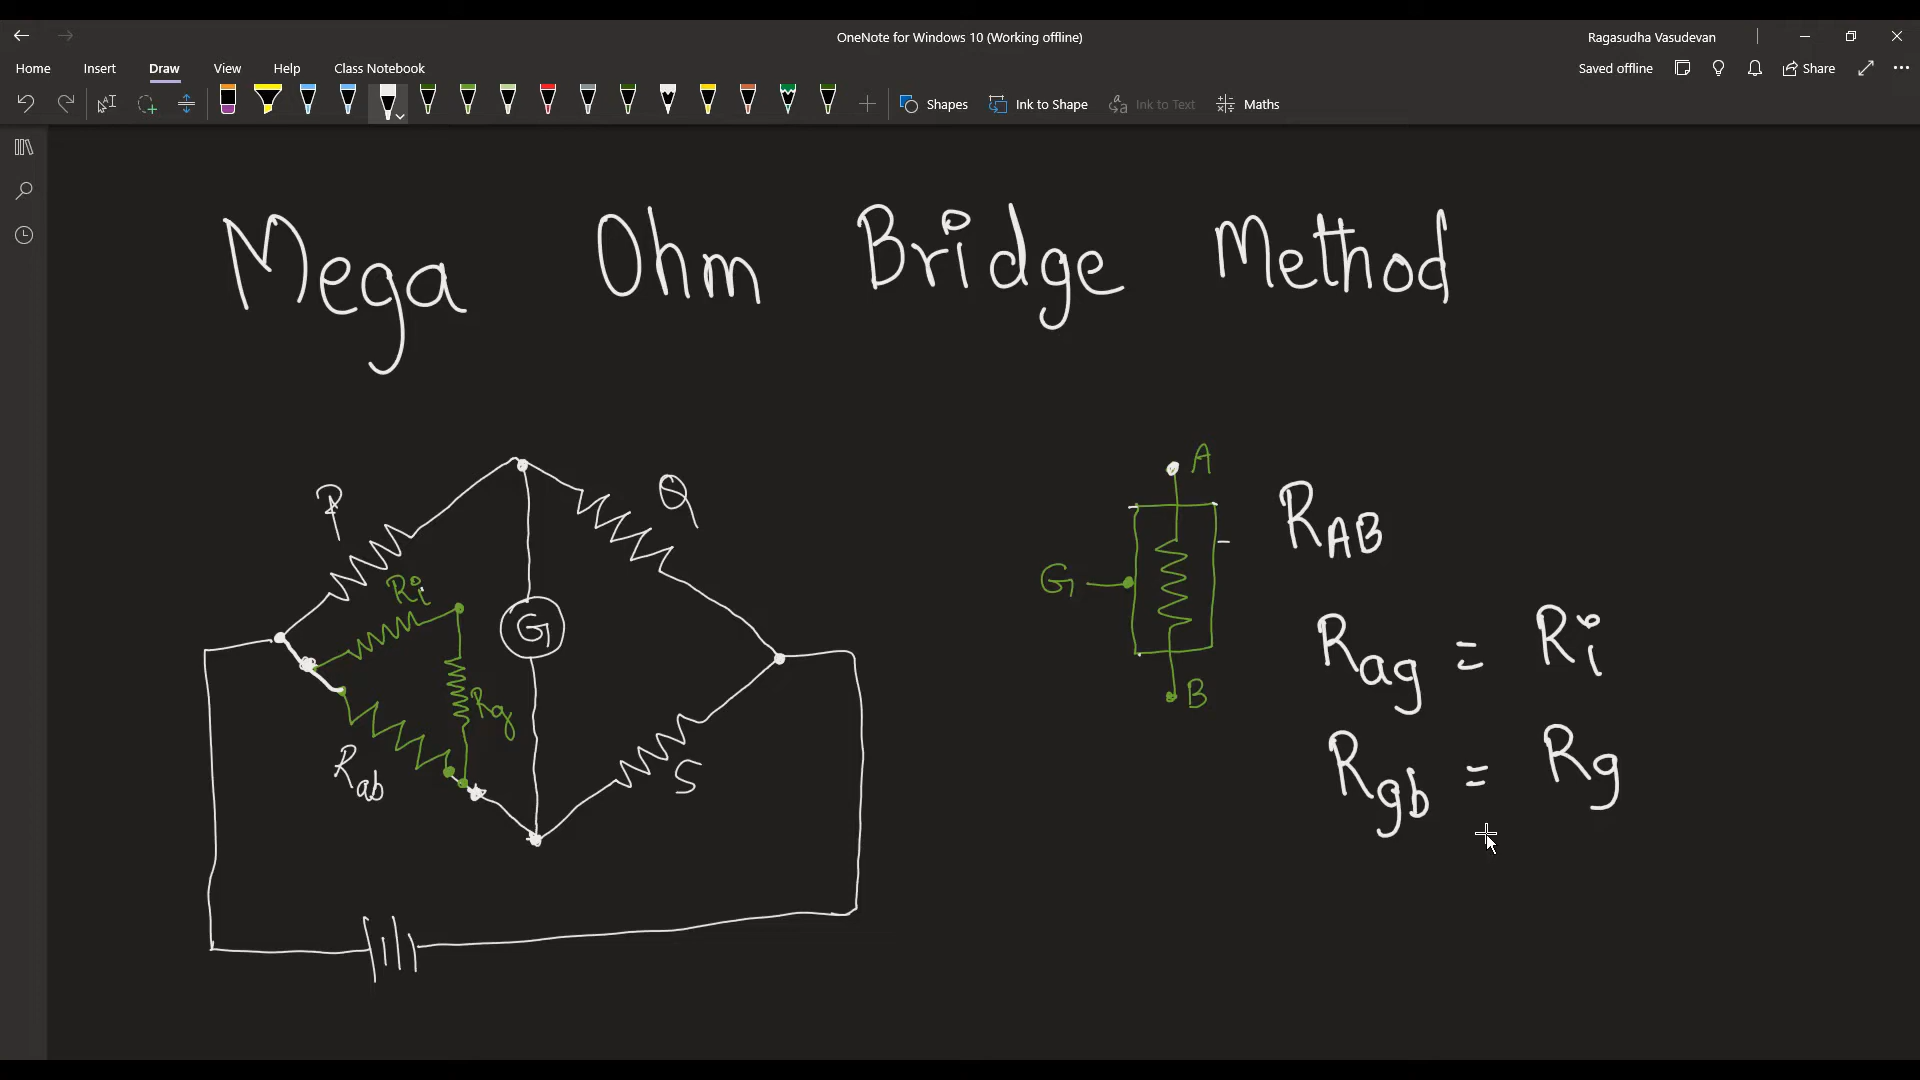 OneNote for Windows 10 (Working offline)
Ragasudha Vasudevan
Home Insert Draw View Help Class Notebook
Saved offline Share
Shapes Ink to Shape Ink to Text Maths
Mega Ohm Bridge Method
P
Q
Ri
G
Rg
Rab
S
A
G
B
RAB
Rag = Ri
Rgb = Rg